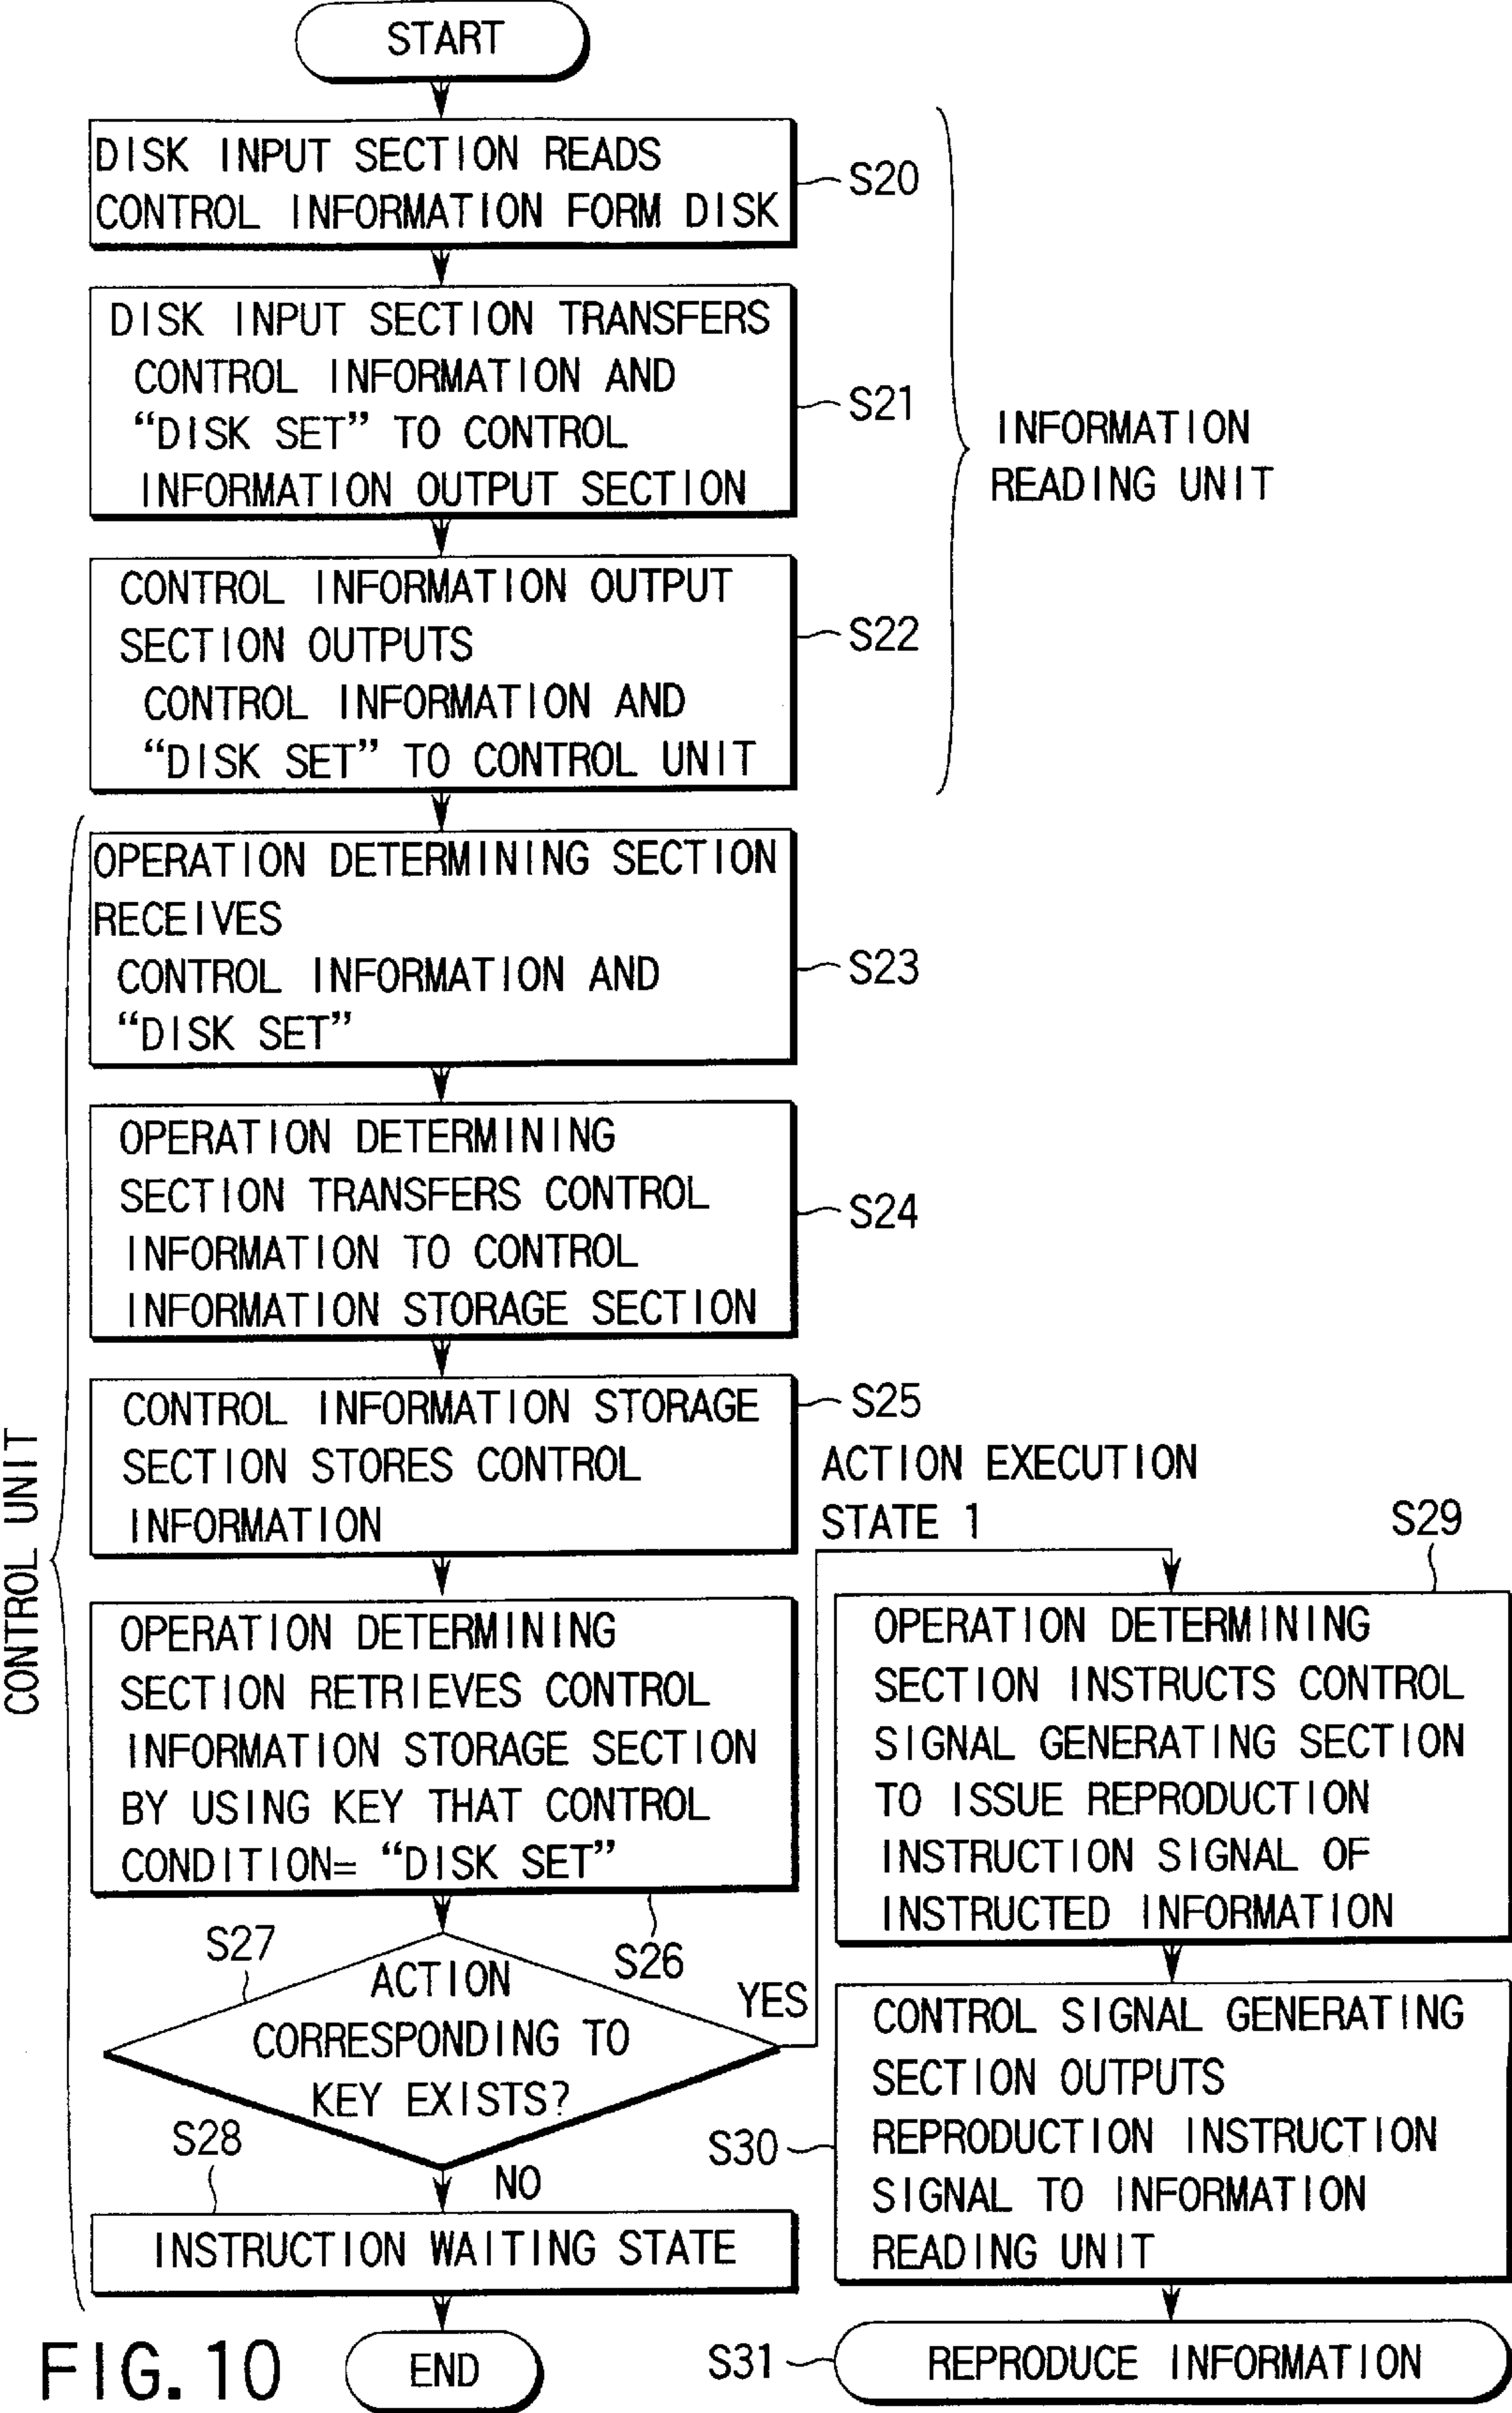 START
DISK INPUT SECTION READS
CONTROL INFORMATION FORM DISK
S20
DISK INPUT SECTION TRANSFERS
CONTROL INFORMATION AND
“DISK SET” TO CONTROL
INFORMATION OUTPUT SECTION
S21
INFORMATION
READING UNIT
CONTROL INFORMATION OUTPUT
SECTION OUTPUTS
CONTROL INFORMATION AND
“DISK SET” TO CONTROL UNIT
S22
OPERATION DETERMINING SECTION
RECEIVES
CONTROL INFORMATION AND
“DISK SET”
S23
OPERATION DETERMINING
SECTION TRANSFERS CONTROL
INFORMATION TO CONTROL
INFORMATION STORAGE SECTION
S24
CONTROL UNIT
CONTROL INFORMATION STORAGE
SECTION STORES CONTROL
INFORMATION
S25
OPERATION DETERMINING
SECTION RETRIEVES CONTROL
INFORMATION STORAGE SECTION
BY USING KEY THAT CONTROL
CONDITION= “DISK SET”
S26
S27
ACTION
CORRESPONDING TO
KEY EXISTS?
YES
NO
S28
INSTRUCTION WAITING STATE
END
ACTION EXECUTION
STATE 1
S29
OPERATION DETERMINING
SECTION INSTRUCTS CONTROL
SIGNAL GENERATING SECTION
TO ISSUE REPRODUCTION
INSTRUCTION SIGNAL OF
INSTRUCTED INFORMATION
CONTROL SIGNAL GENERATING
SECTION OUTPUTS
REPRODUCTION INSTRUCTION
SIGNAL TO INFORMATION
READING UNIT
S30
S31
REPRODUCE INFORMATION
FIG. 10